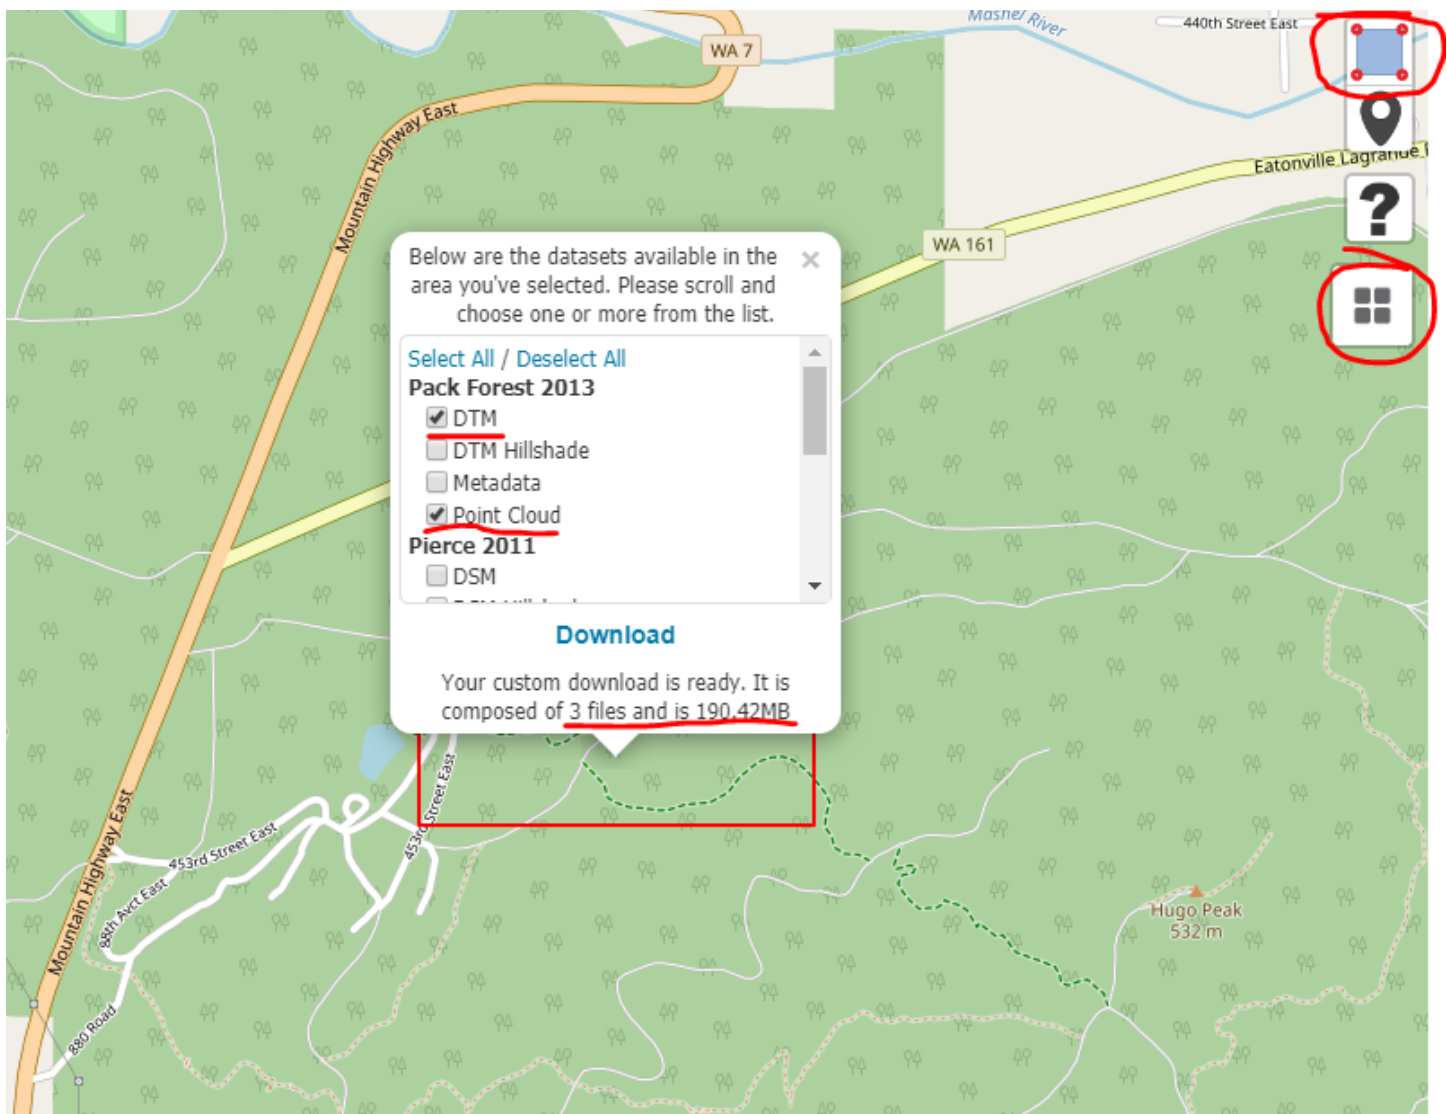 Mashel River
440th Street East
WA 7
Mountain Highway East
Eatonville Lagrange
WA 161
?
Below are the datasets available in the
area you've selected. Please scroll and
choose one or more from the list.
×
Select All / Deselect All
Pack Forest 2013
DTM
DTM Hillshade
Metadata
Point Cloud
Pierce 2011
DSM
Download
Your custom download is ready. It is
composed of 3 files and is 190.42MB
453rd Street East
453rd Street East
Mountain Highway East
88th Avct East
880 Road
Hugo Peak
532 m